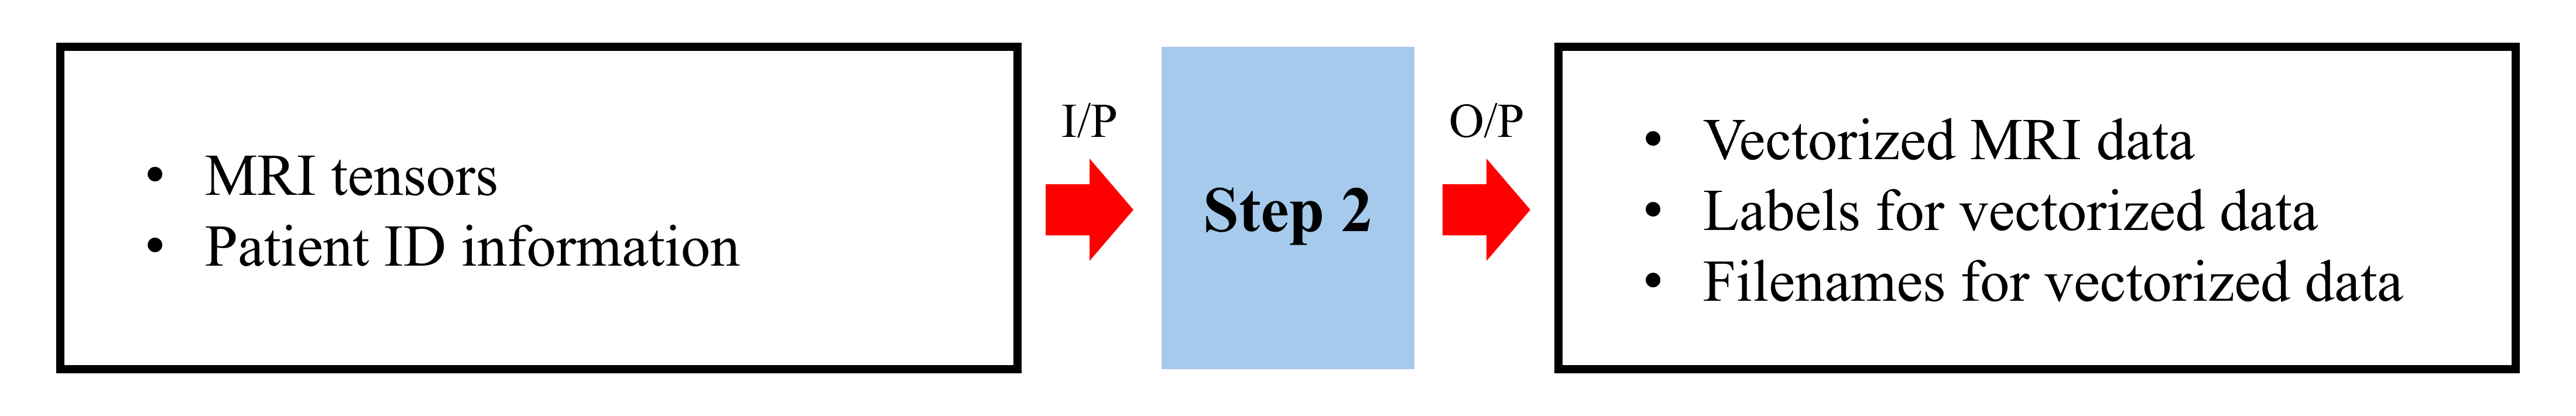 • MRI tensors
• Patient ID information
I/P
Step 2
O/P
• Vectorized MRI data
• Labels for vectorized data
• Filenames for vectorized data